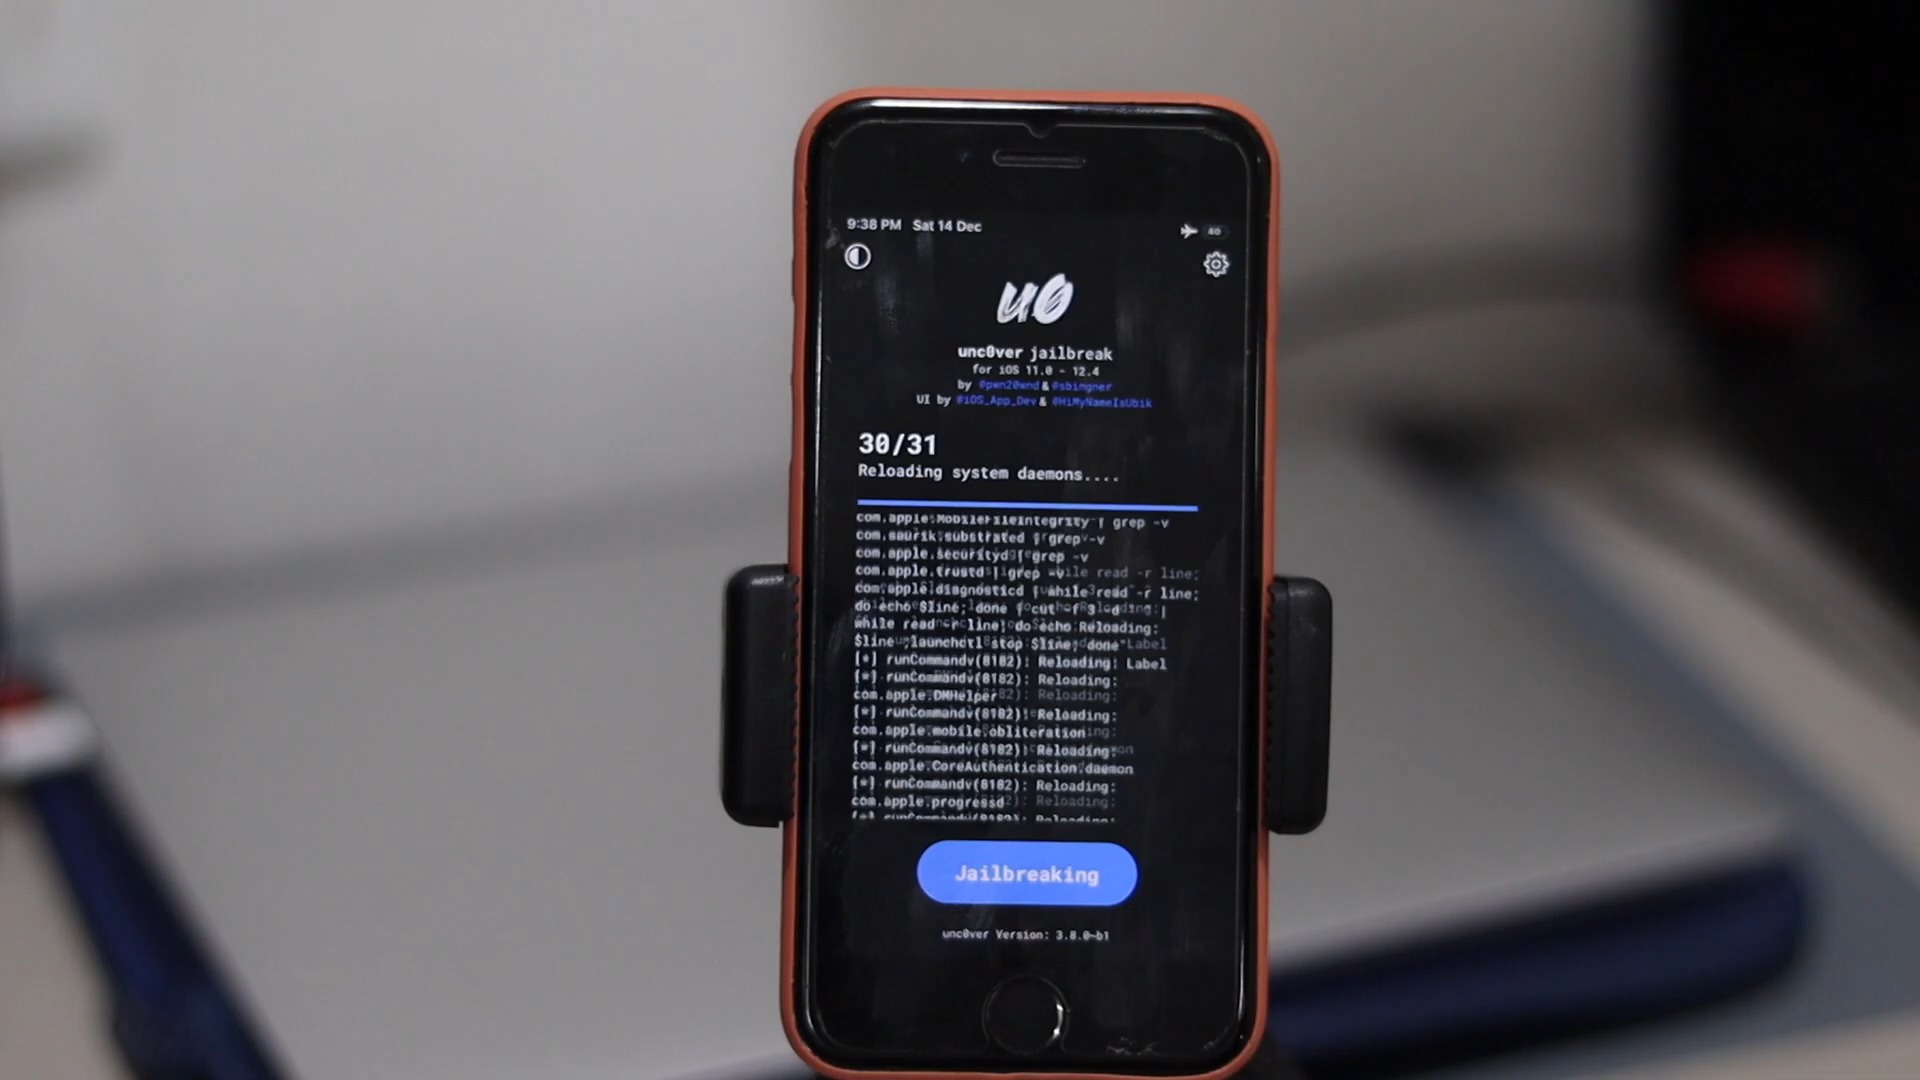 9:38 PM Sat 14 Dec
40
u0
unc0ver jailbreak
for iOS 11.0 - 12.4
by @pwn20wnd & @sbingner
UI by @iOS_App_Dev & @HiMyNameIsUbik
30/31
Reloading system daemons....
com.apple.MobileFileIntegrity | grep -v
com.saurik.substrated | grep -v
com.apple.securityd | grep -v
com.apple.trustd | grep -v
com.apple.diagnosticd | while read -r line;
do echo $line; done | cut -f 3 -d
while read -r line; do echo Reloading:
$line ;launchctl stop $line; done
[*] runCommandv(8182): Reloading: Label
[*] runCommandv(8182): Reloading:
com.apple.DMHelper
[*] runCommandv(8182): Reloading:
com.apple.mobile.obliteration
[*] runCommandv(8182): Reloading:
com.apple.CoreAuthentication.daemon
[*] runCommandv(8182): Reloading:
com.apple.progressd
[*] runCommandv(8182): Reloading:
Jailbreaking
unc0ver Version: 3.8.0~b1